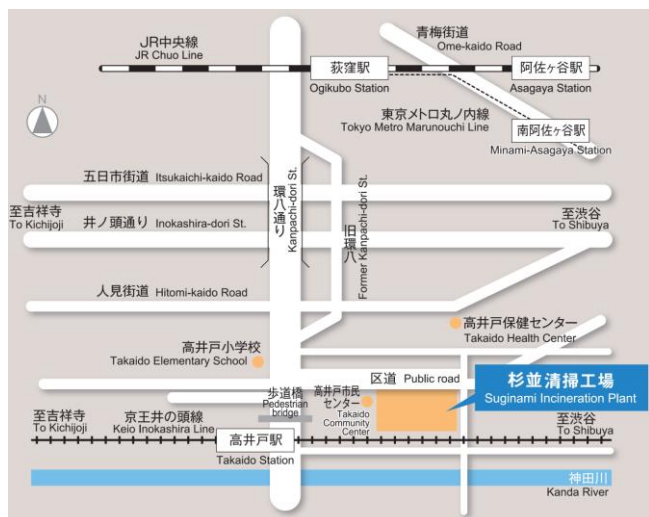 青梅街道
Ome-kaido Road
JR中央線
JR Chuo Line
荻窪駅
Ogikubo Station
阿佐ヶ谷駅
Asagaya Station
N
東京メトロ丸ノ内線
Tokyo Metro Marunouchi Line
南阿佐ヶ谷駅
Minami-Asagaya Station
五日市街道 Itsukaichi-kaido Road
環八通り
Kanpachi-dori St.
旧環八
Former Kanpachi-dori St.
至吉祥寺
To Kichijoji
井ノ頭通り Inokashira-dori St.
至渋谷
To Shibuya
人見街道 Hitomi-kaido Road
高井戸保健センター
Takaido Health Center
高井戸小学校
Takaido Elementary School
区道 Public road
杉並清掃工場
Suginami Incineration Plant
歩道橋
Pedestrian
bridge
高井戸市民
センター
Takaido
Community
Center
至吉祥寺
To Kichijoji
京王井の頭線
Keio Inokashira Line
高井戸駅
Takaido Station
至渋谷
To Shibuya
神田川
Kanda River